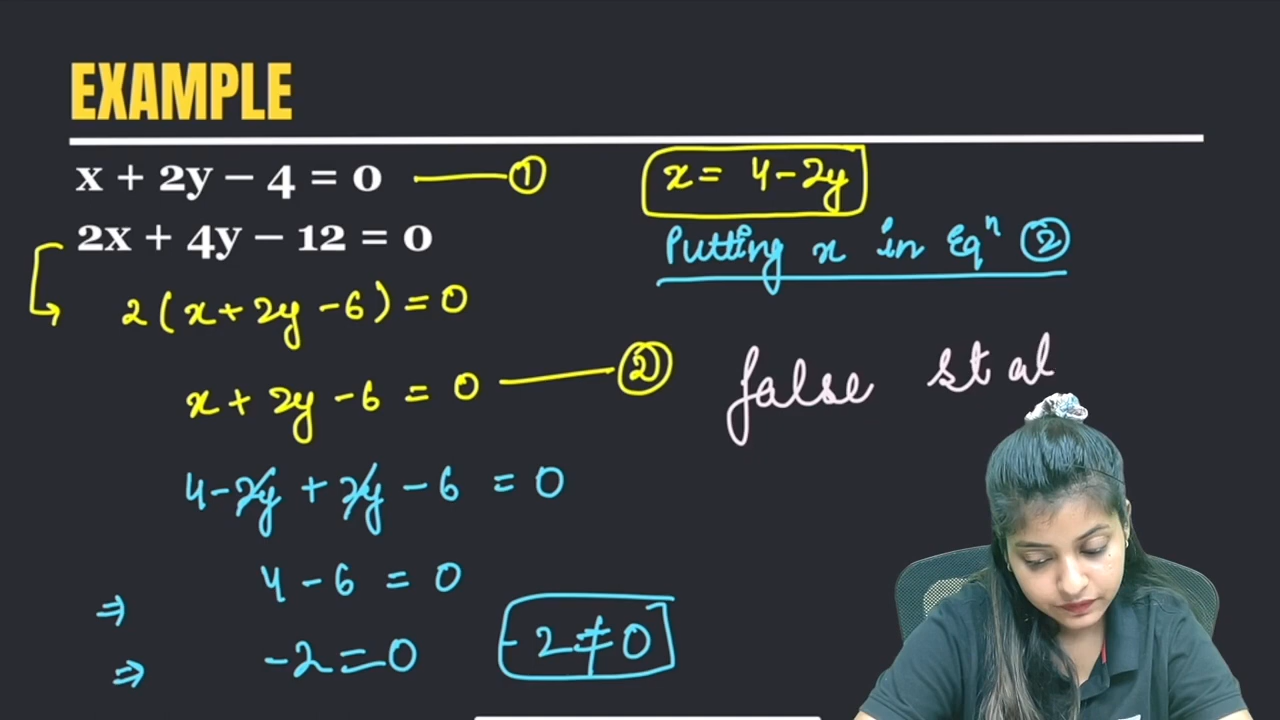 EXAMPLE
x + 2y − 4 = 0 —— ①
2x + 4y − 12 = 0
2(x + 2y − 6) = 0
x + 2y − 6 = 0 —— ②
4 − 2y + 2y − 6 = 0
⇒ 4 − 6 = 0
⇒ −2 = 0
−2 ≠ 0
x = 4 − 2y
Putting x in Eqⁿ ②
false stat